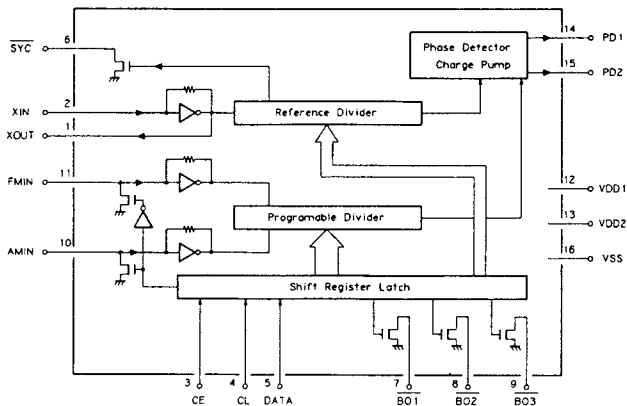 SYC
6
XIN
2
XOUT
1
FMIN
11
AMIN
10
Phase Detector
Charge Pump
14
PD1
15
PD2
Reference Divider
Programable Divider
Shift Register Latch
12
VDD1
13
VDD2
16
VSS
3
4
5
7
8
9
CE
CL
DATA
BO1
BO2
BO3